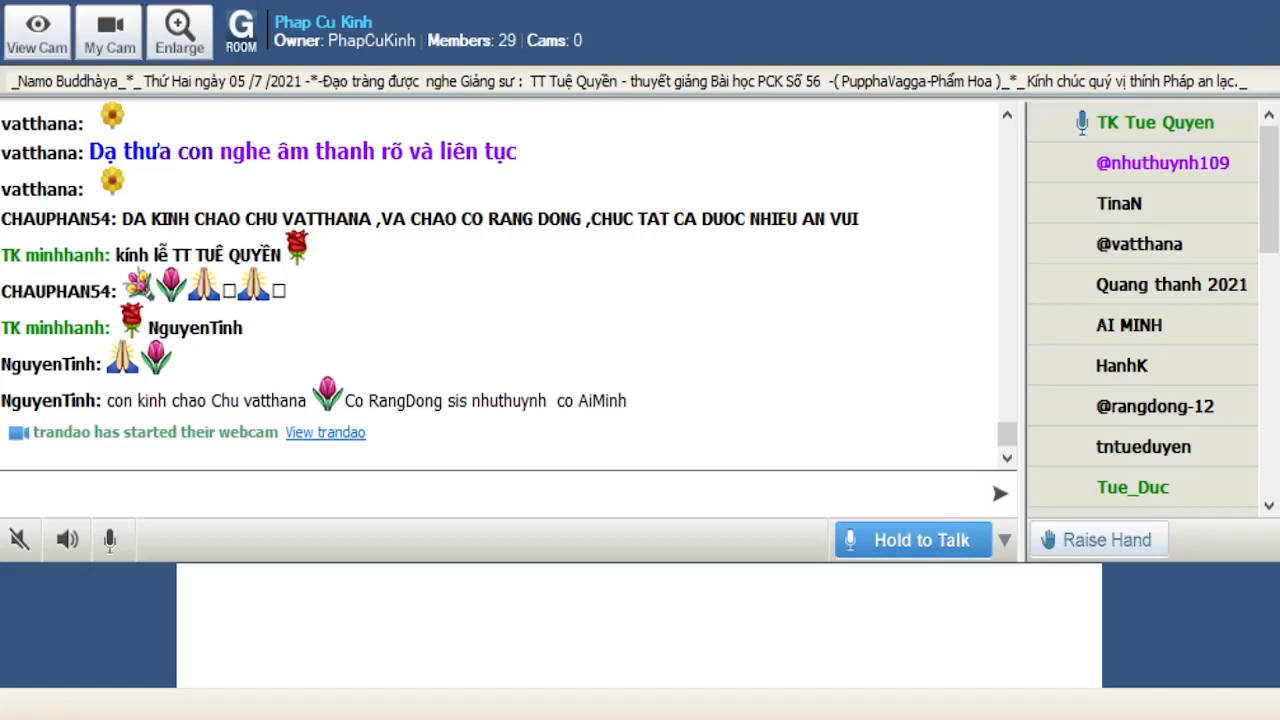 View Cam
My Cam
Enlarge
G
ROOM
Phap Cu Kinh
Owner: PhapCuKinh | Members: 29 | Cams: 0
_Namo Buddhàya_*_ Thứ Hai ngày 05 /7 /2021 -*-Đạo tràng được nghe Giảng sư : TT Tuệ Quyền - thuyết giảng Bài học PCK Số 56 -( PupphaVagga-Phẩm Hoa )_*_ Kính chúc quý vị thính Pháp an lạc._
vatthana:
vatthana: Dạ thưa con nghe âm thanh rõ và liên tục
vatthana:
CHAUPHAN54: DA KINH CHAO CHU VATTHANA ,VA CHAO CO RANG DONG ,CHUC TAT CA DUOC NHIEU AN VUI
TK minhhanh: kính lễ TT TUỆ QUYỀN
CHAUPHAN54:
TK minhhanh: NguyenTinh
NguyenTinh:
NguyenTinh: con kinh chao Chu vatthana Co RangDong sis nhuthuynh co AiMinh
trandao has started their webcam View trandao
TK Tue Quyen
@nhuthuynh109
TinaN
@vatthana
Quang thanh 2021
AI MINH
HanhK
@rangdong-12
tntueduyen
Tue_Duc
Hold to Talk
Raise Hand